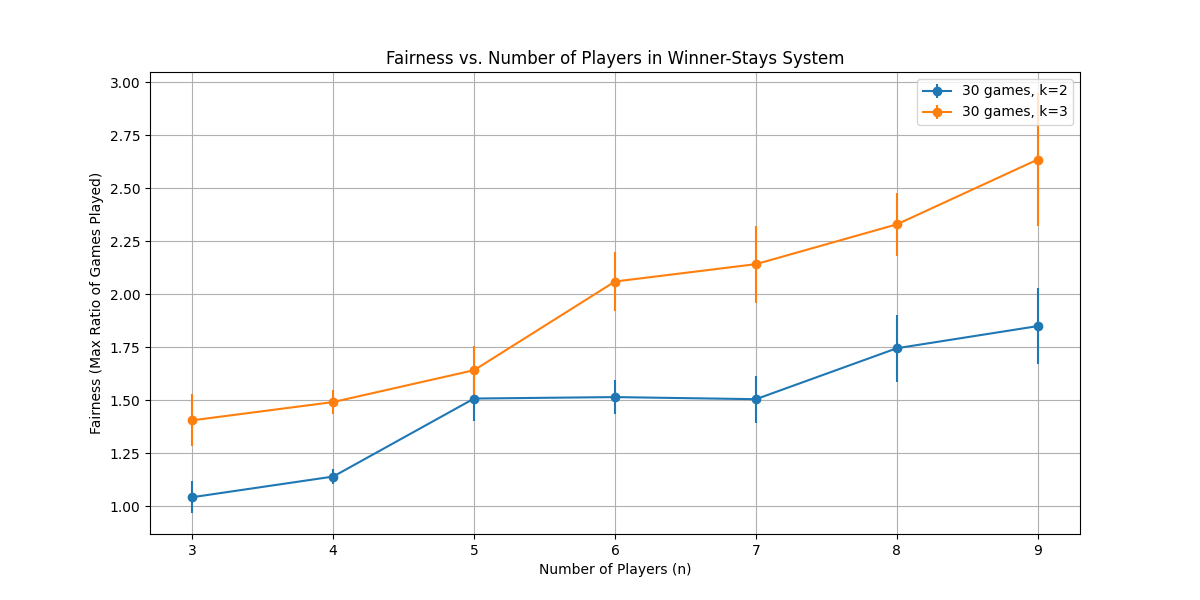 Fairness vs. Number of Players in Winner-Stays System
30 games, k=2
30 games, k=3
Fairness (Max Ratio of Games Played)
3.00
2.75
2.50
2.25
2.00
1.75
1.50
1.25
1.00
3 4 5 6 7 8 9
Number of Players (n)